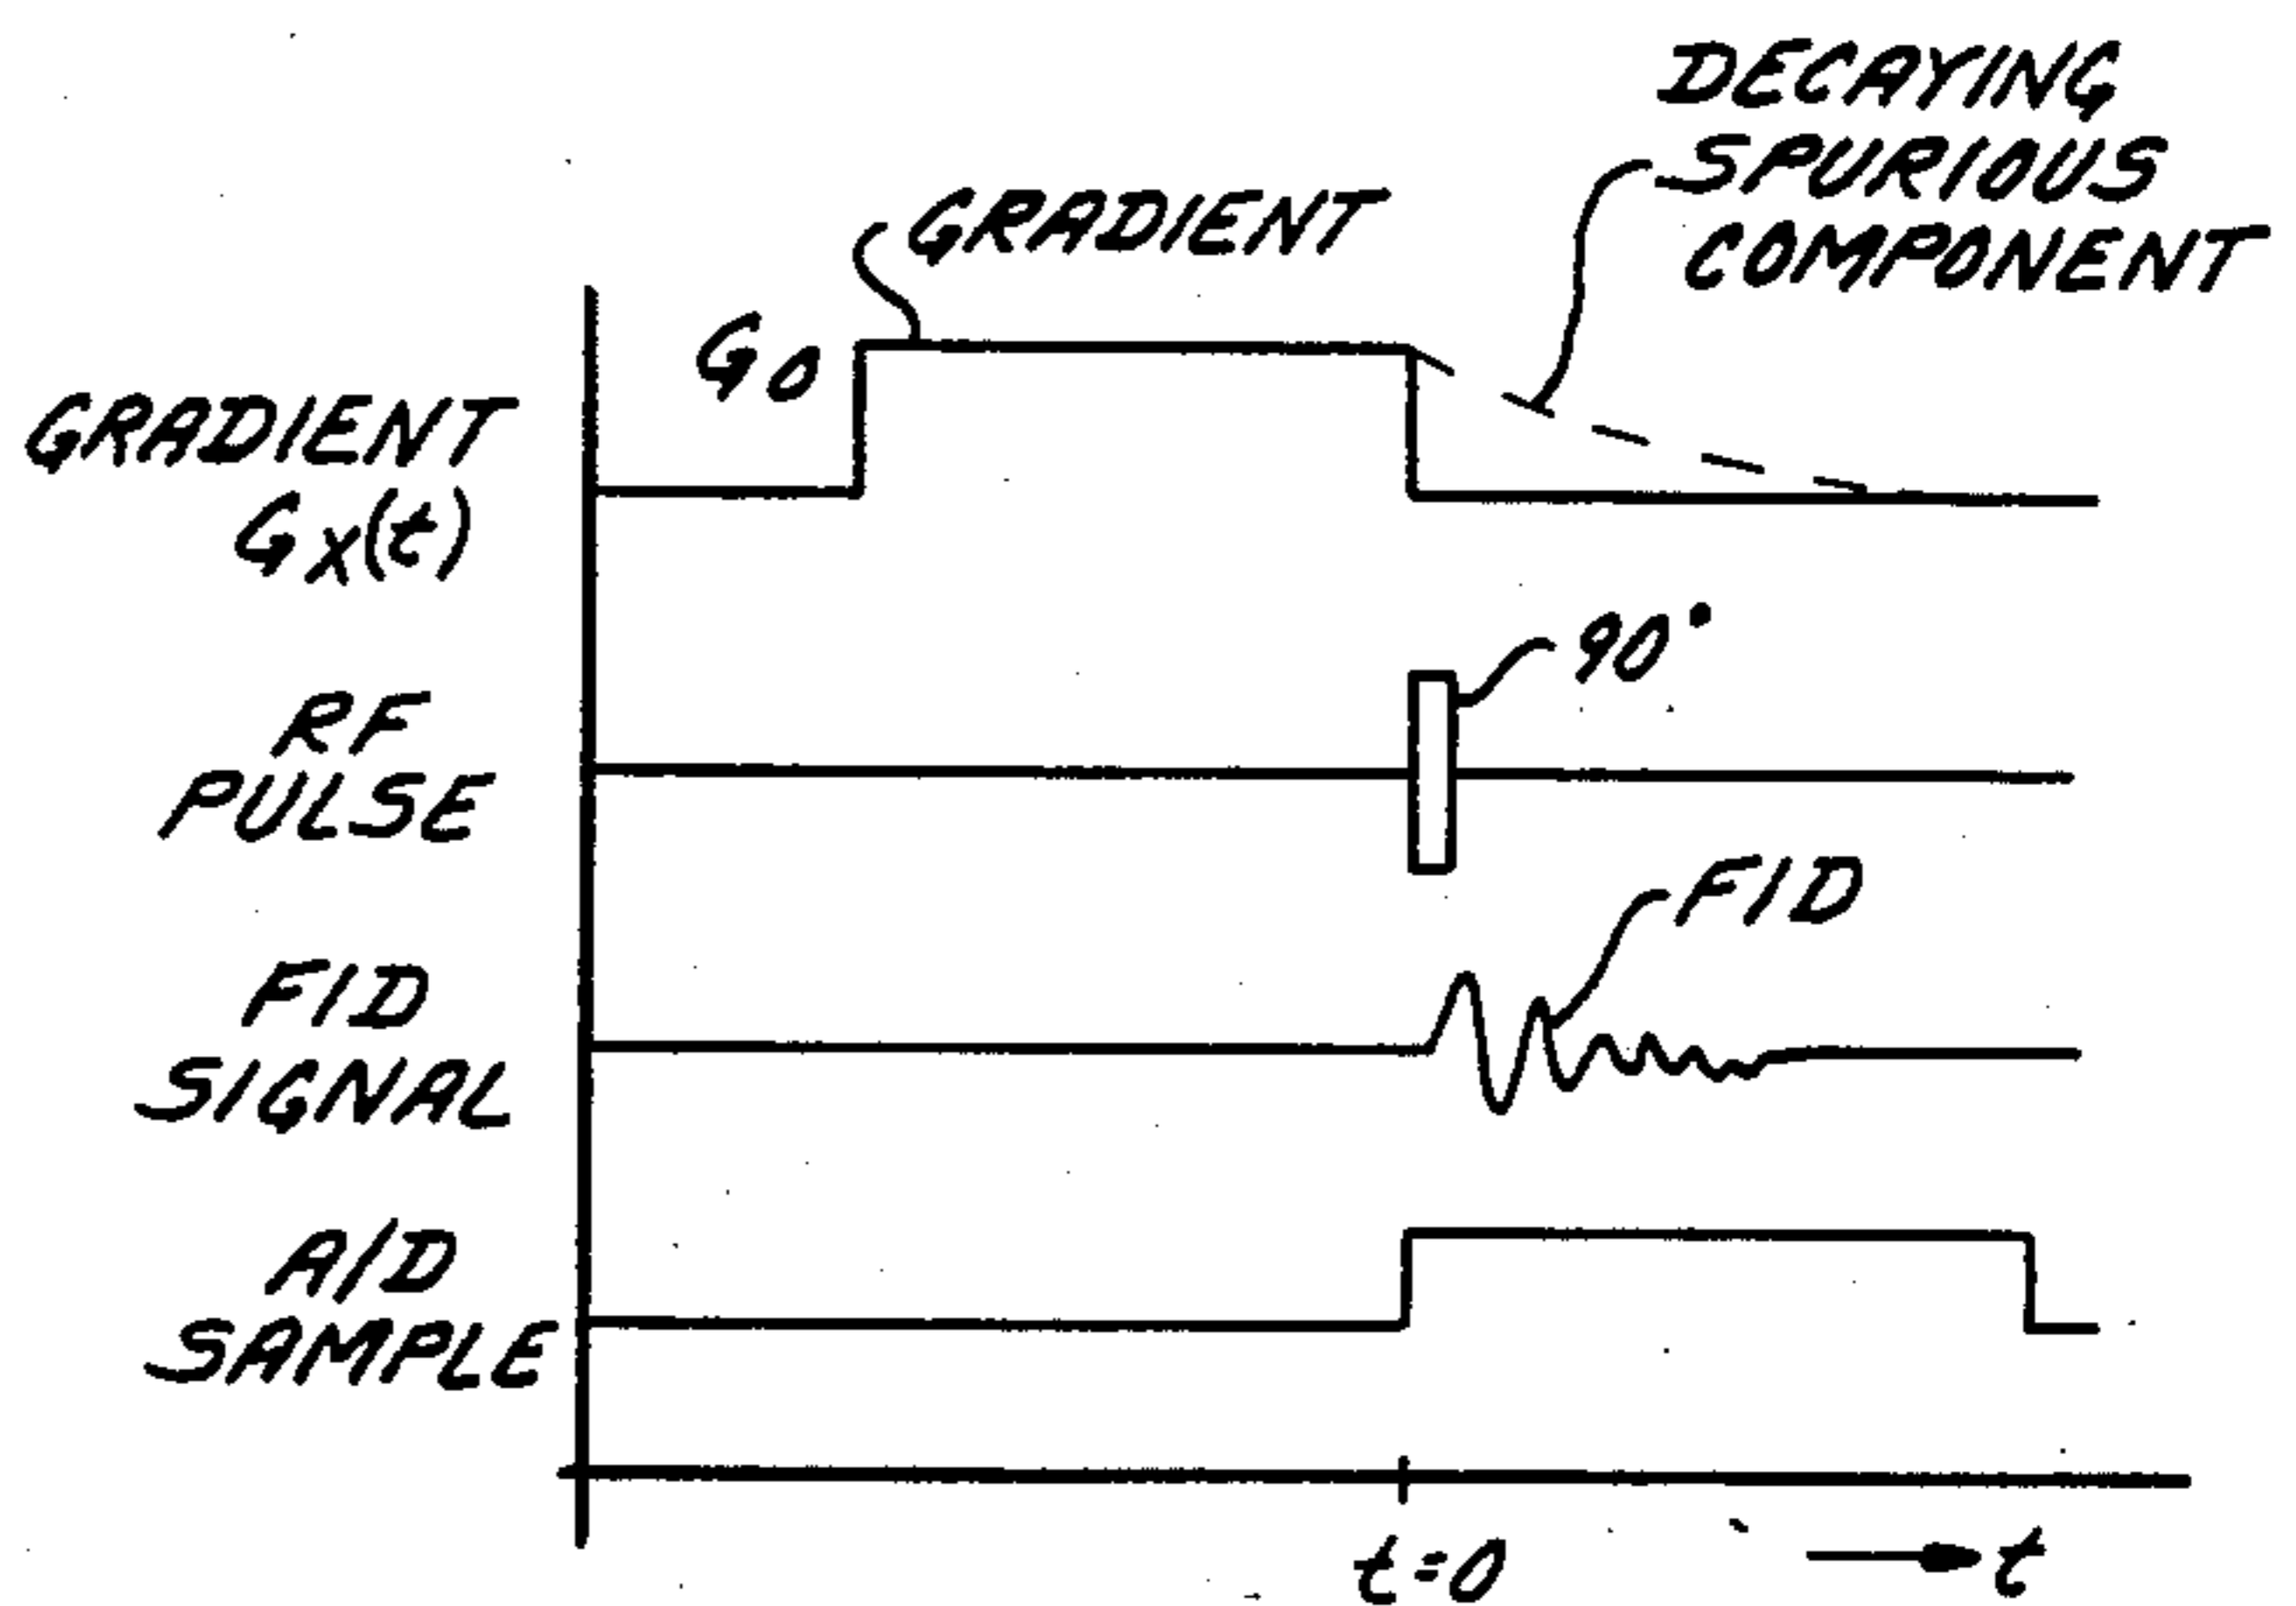 DECAYING
SPURIOUS
COMPONENT
GRADIENT
G0
GRADIENT
Gx(t)
90°
RF
PULSE
FID
FID
SIGNAL
A/D
SAMPLE
t=0
t